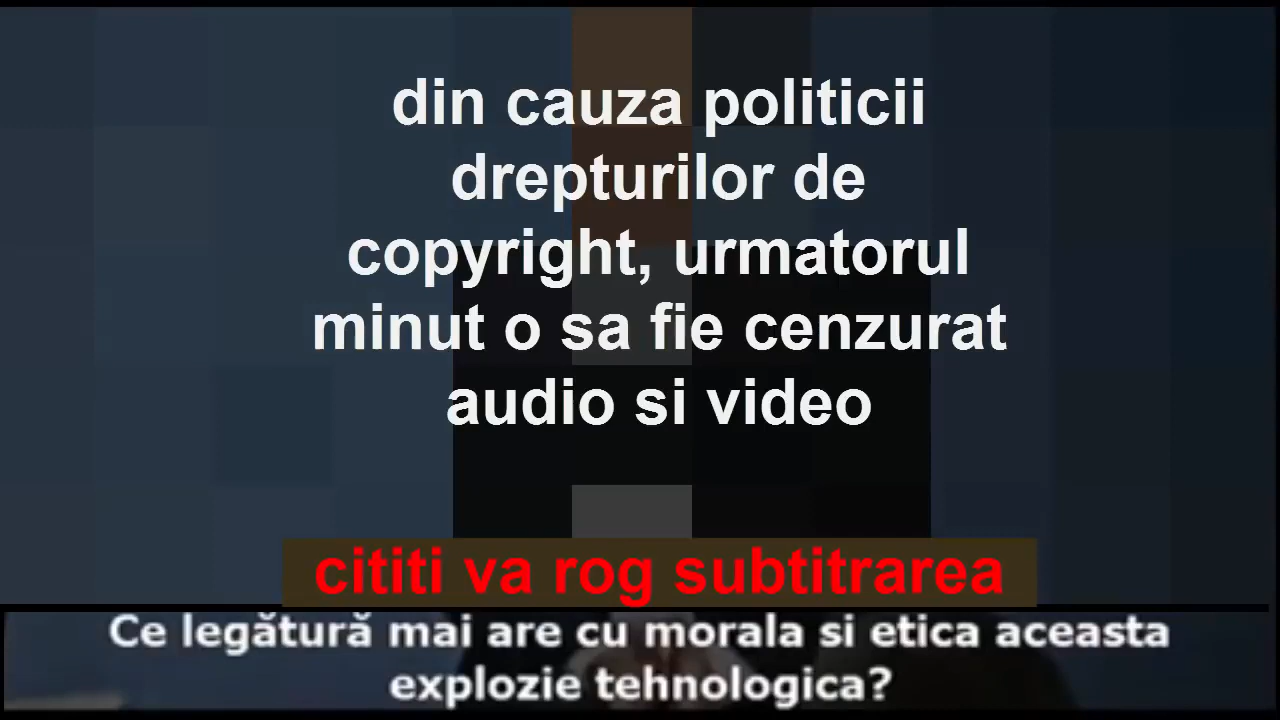 din cauza politicii
drepturilor de
copyright, urmatorul
minut o sa fie cenzurat
audio si video
cititi va rog subtitrarea
Ce legătură mai are cu morala si etica aceasta
explozie tehnologica?